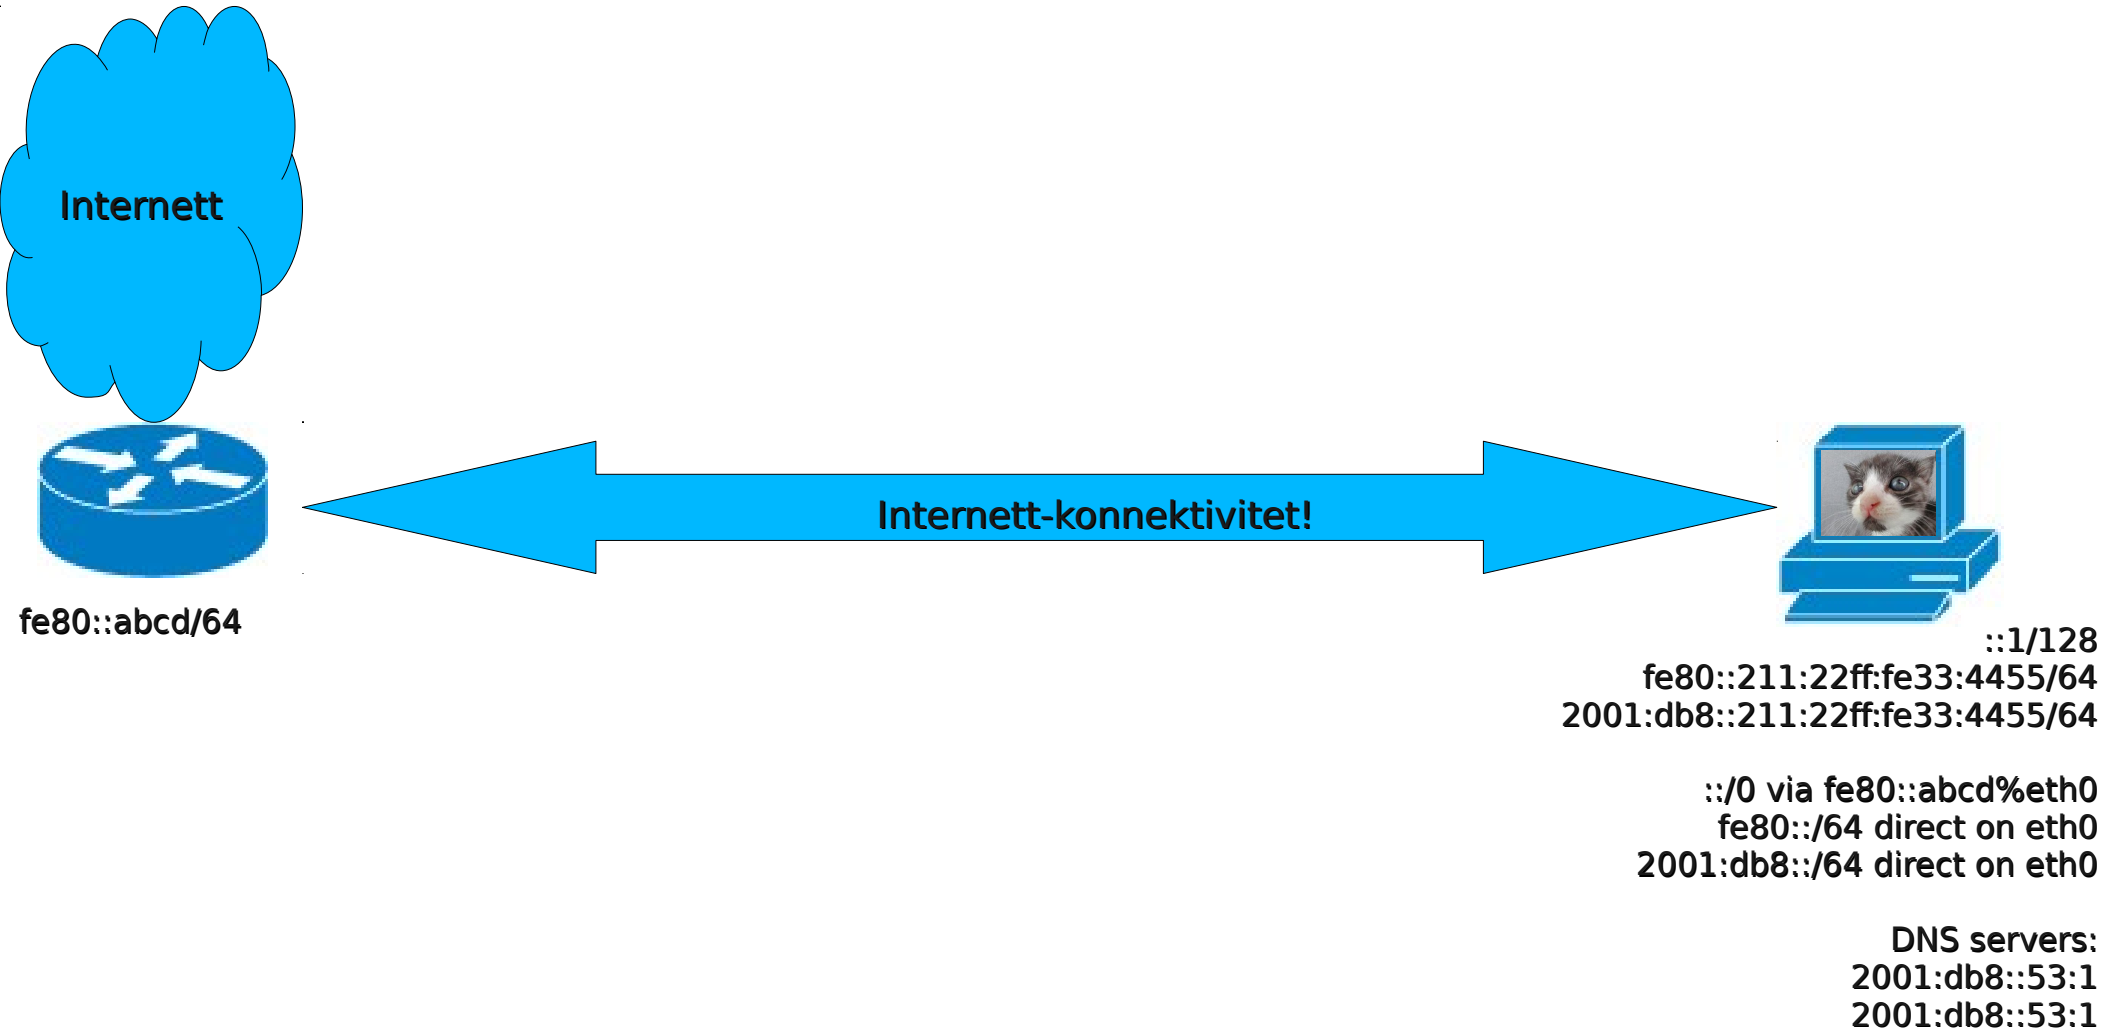 Internett
Internett-konnektivitet!
fe80::abcd/64
::1/128
fe80::211:22ff:fe33:4455/64
2001:db8::211:22ff:fe33:4455/64
::/0 via fe80::abcd%eth0
fe80::/64 direct on eth0
2001:db8::/64 direct on eth0
DNS servers:
2001:db8::53:1
2001:db8::53:1